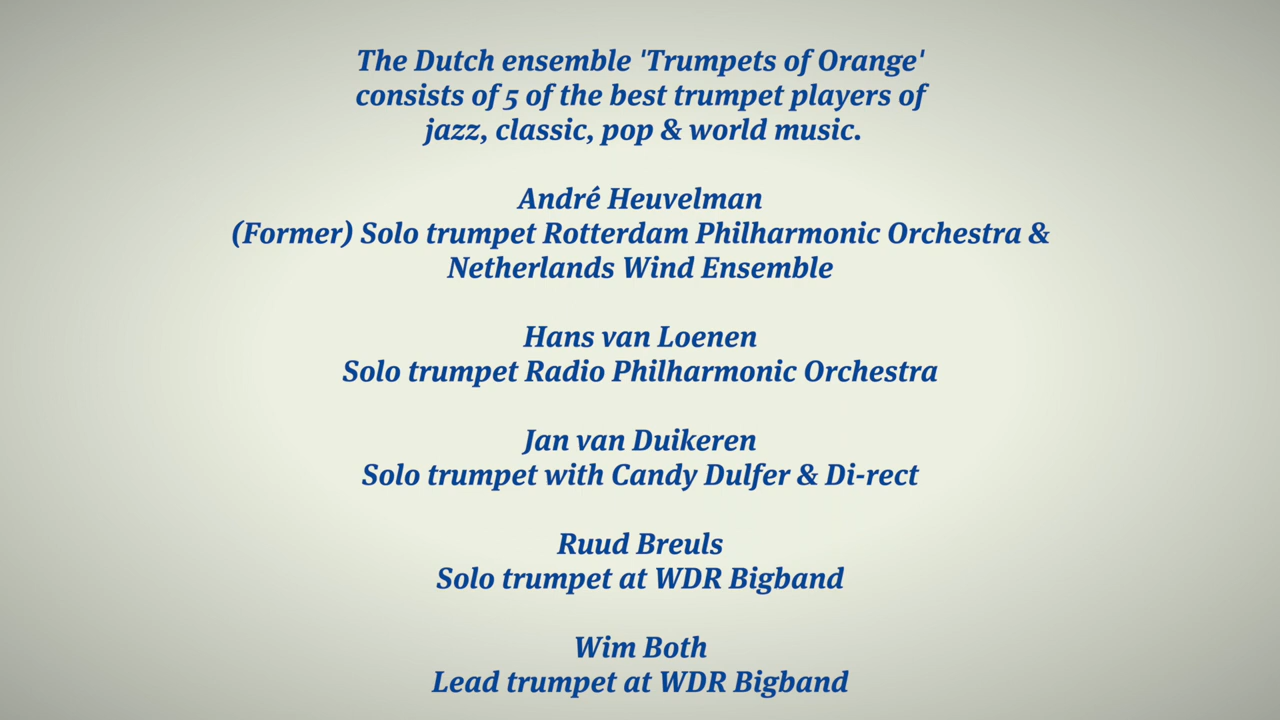 The Dutch ensemble 'Trumpets of Orange'
consists of 5 of the best trumpet players of
jazz, classic, pop & world music.
André Heuvelman
(Former) Solo trumpet Rotterdam Philharmonic Orchestra &
Netherlands Wind Ensemble
Hans van Loenen
Solo trumpet Radio Philharmonic Orchestra
Jan van Duikeren
Solo trumpet with Candy Dulfer & Di-rect
Ruud Breuls
Solo trumpet at WDR Bigband
Wim Both
Lead trumpet at WDR Bigband